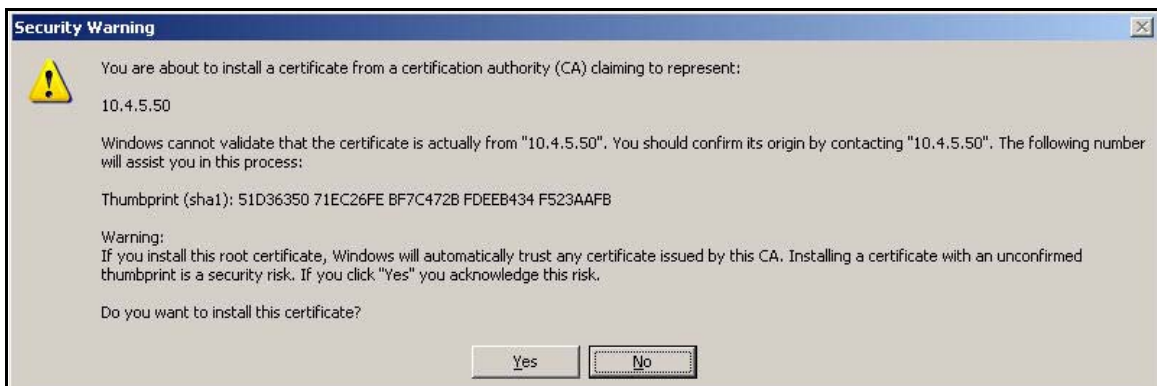 Security Warning
You are about to install a certificate from a certification authority (CA) claiming to represent:
10.4.5.50
Windows cannot validate that the certificate is actually from "10.4.5.50". You should confirm its origin by contacting "10.4.5.50". The following number
will assist you in this process:
Thumbprint (sha1): 51D36350 71EC26FE BF7C472B FDEEB434 F523AAFB
Warning:
If you install this root certificate, Windows will automatically trust any certificate issued by this CA. Installing a certificate with an unconfirmed
thumbprint is a security risk. If you click "Yes" you acknowledge this risk.
Do you want to install this certificate?
Yes No